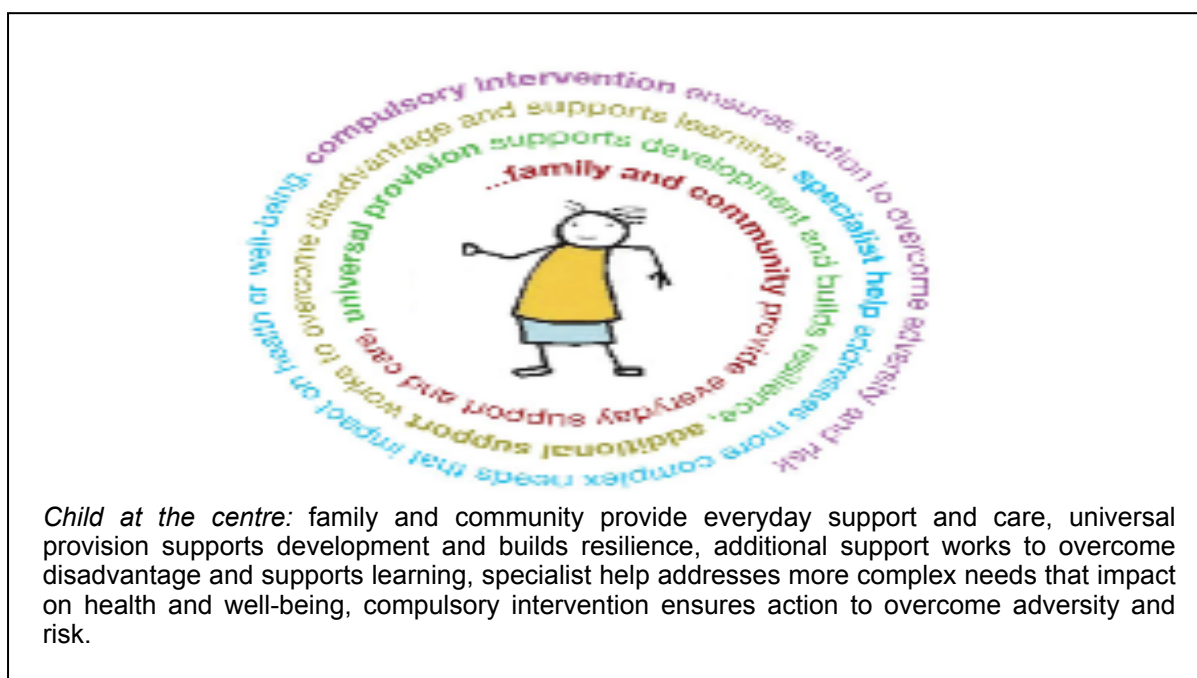 ...family and community provide everyday support and care, universal provision supports development and builds resilience, additional support works to overcome disadvantage and supports learning, specialist help addresses more complex needs that impact on health or well-being, compulsory intervention ensures action to overcome adversity and risk
Child at the centre: family and community provide everyday support and care, universal
provision supports development and builds resilience, additional support works to overcome
disadvantage and supports learning, specialist help addresses more complex needs that impact
on health and well-being, compulsory intervention ensures action to overcome adversity and
risk.